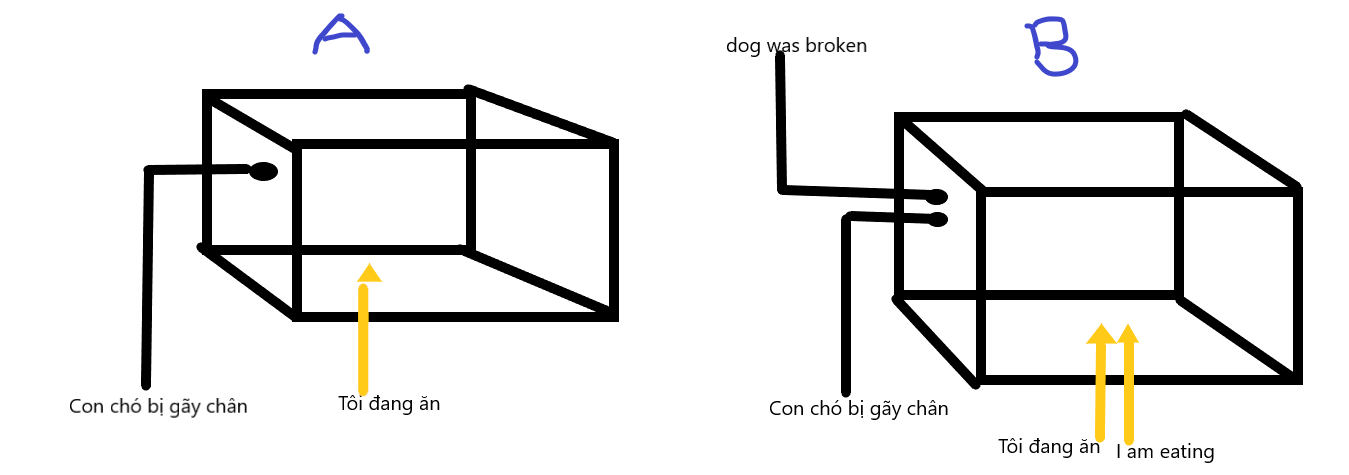 A
Con chó bị gãy chân
Tôi đang ăn
B
dog was broken
Con chó bị gãy chân
Tôi đang ăn
I am eating